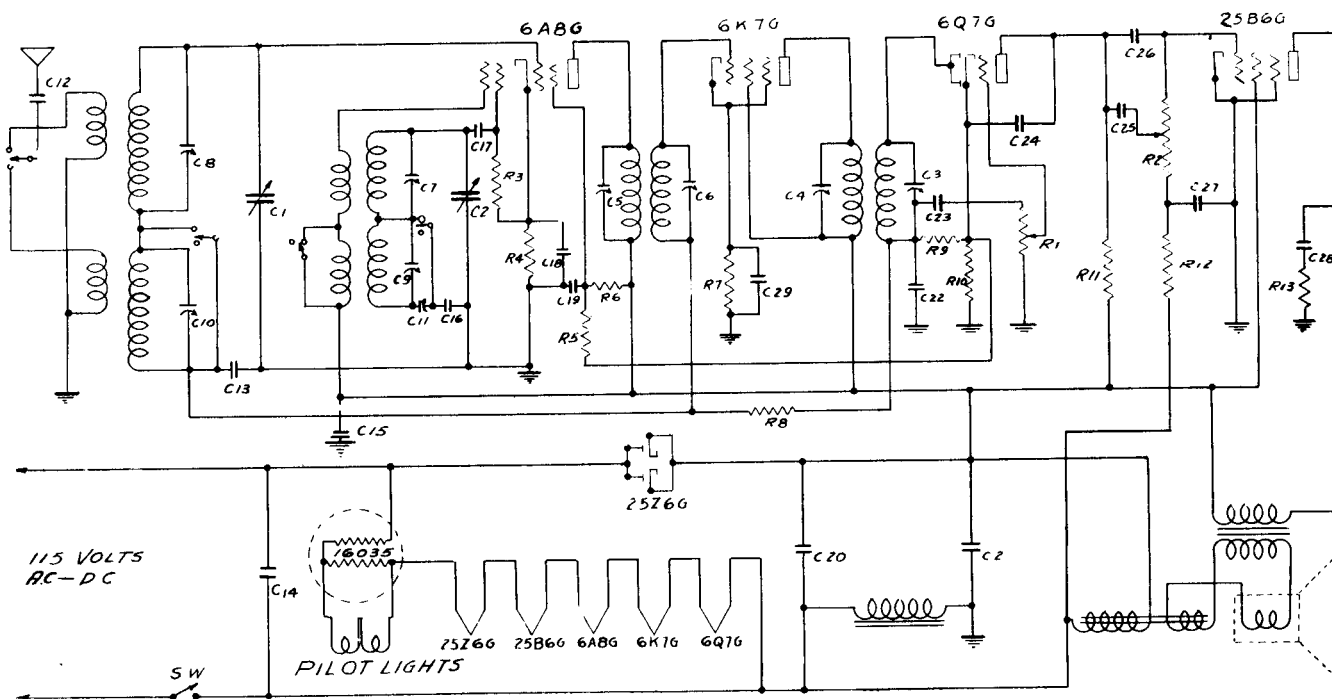 6A8G
6K7G
6Q7G
25B6G
C12
C8
C1
C7
C17
R3
C2
C5
C6
C4
C3
C23
C24
C26
C25
R2
C27
C28
R13
R1
R9
R10
R11
R12
C9
C11
C16
R4
C18
C19
R6
R5
R7
C29
C22
C10
C13
C15
R8
25Z6G
115 VOLTS
AC-DC
C14
16035
C20
C2
25Z6G
25B6G
6A8G
6K7G
6Q7G
PILOT LIGHTS
SW